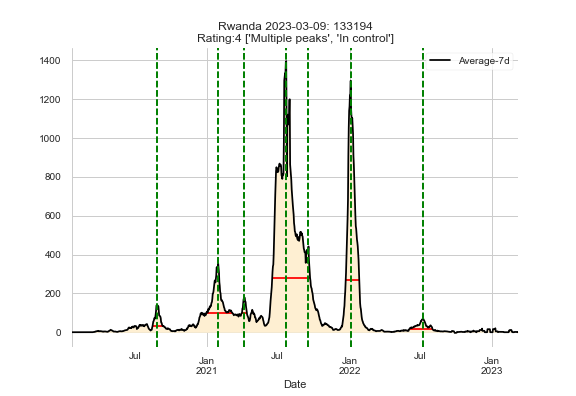 Rwanda 2023-03-09: 133194
Rating:4 ['Multiple peaks', 'In control']
Average-7d
1400
1200
1000
800
600
400
200
0
Jul
Jan
2021
Jul
Jan
2022
Jul
Jan
2023
Date